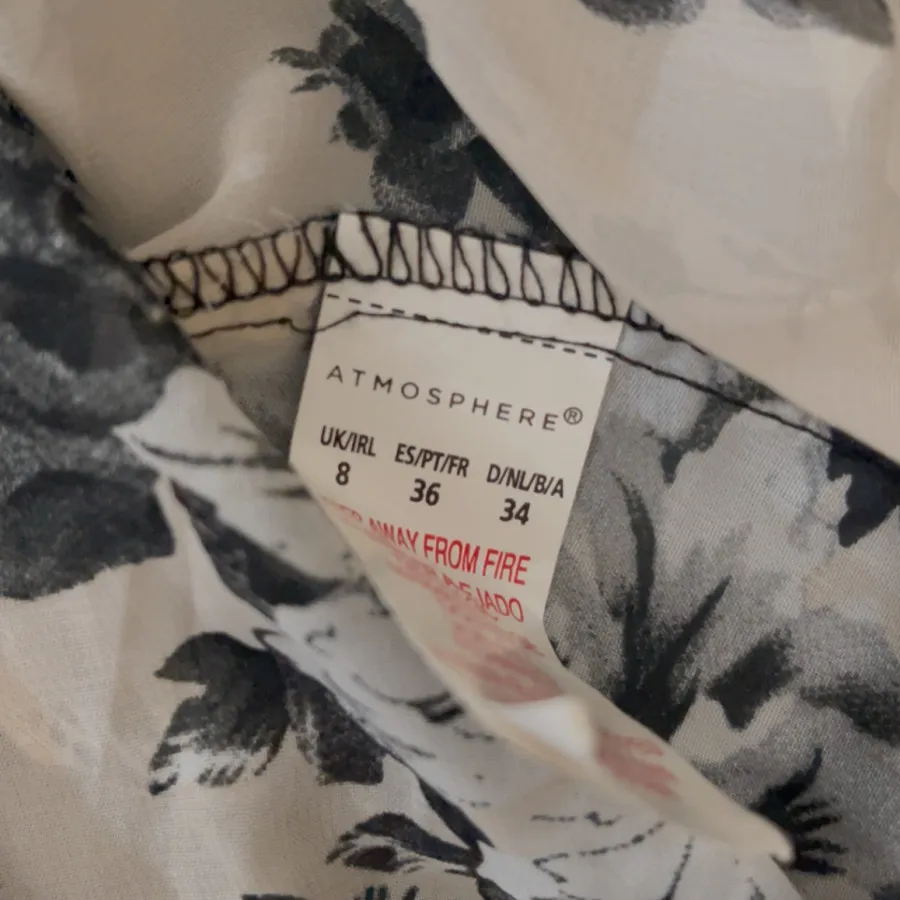 ATMOSPHERE®
UK/IRL ES/PT/FR D/NL/B/A
8 36 34
AWAY FROM FIRE